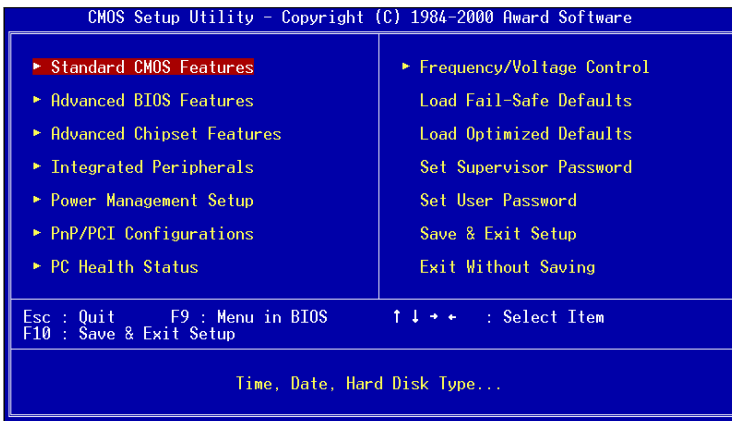 CMOS Setup Utility - Copyright (C) 1984-2000 Award Software
► Standard CMOS Features
► Advanced BIOS Features
► Advanced Chipset Features
► Integrated Peripherals
► Power Management Setup
► PnP/PCI Configurations
► PC Health Status
► Frequency/Voltage Control
Load Fail-Safe Defaults
Load Optimized Defaults
Set Supervisor Password
Set User Password
Save & Exit Setup
Exit Without Saving
Esc : Quit F9 : Menu in BIOS ↑ ↓ → ← : Select Item
F10 : Save & Exit Setup
Time, Date, Hard Disk Type...